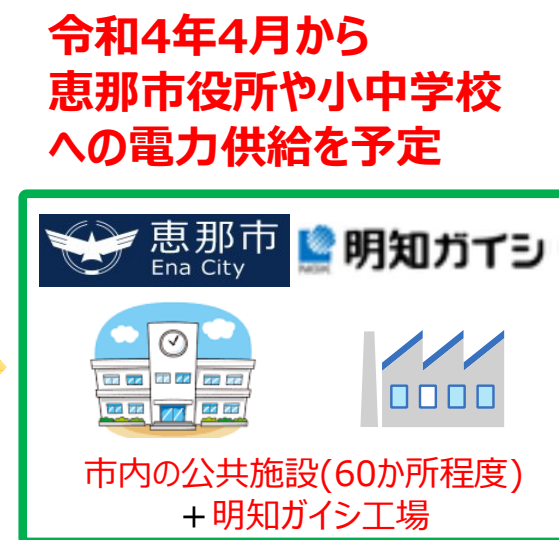 令和4年4月から
恵那市役所や小中学校
への電力供給を予定
恵那市
Ena City
NGK
明知ガイシ
市内の公共施設(60か所程度)
+明知ガイシ工場